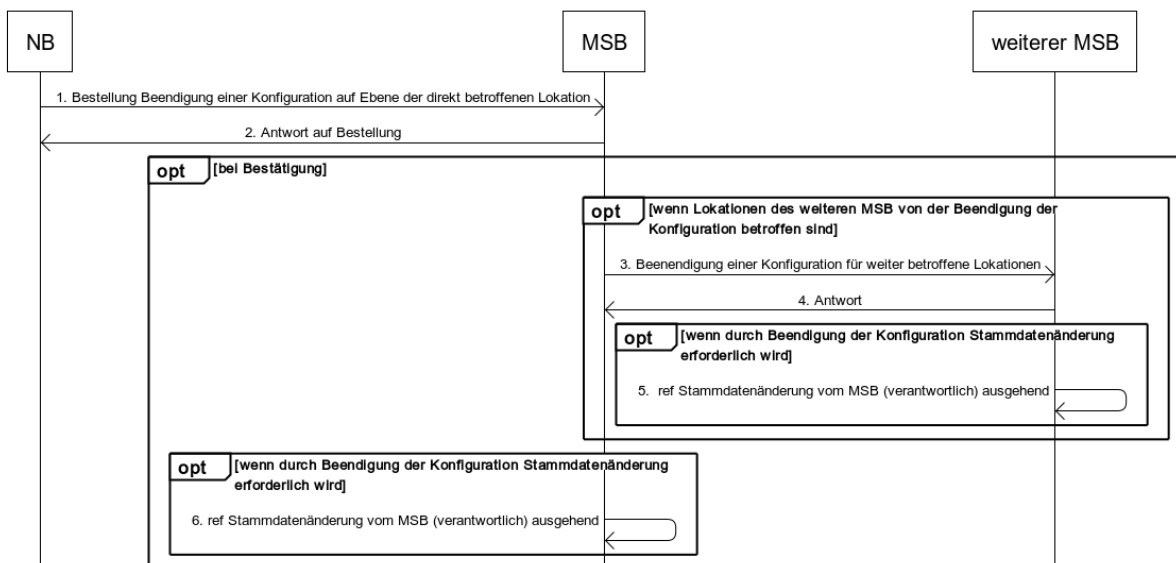 NB
MSB
weiterer MSB
1. Bestellung Beendigung einer Konfiguration auf Ebene der direkt betroffenen Lokation
2. Antwort auf Bestellung
opt
[bei Bestätigung]
opt
[wenn Lokationen des weiteren MSB von der Beendigung der
Konfiguration betroffen sind]
3. Beenendigung einer Konfiguration für weiter betroffene Lokationen
4. Antwort
opt
[wenn durch Beendigung der Konfiguration Stammdatenänderung
erforderlich wird]
5. ref Stammdatenänderung vom MSB (verantwortlich) ausgehend
opt
[wenn durch Beendigung der Konfiguration Stammdatenänderung
erforderlich wird]
6. ref Stammdatenänderung vom MSB (verantwortlich) ausgehend